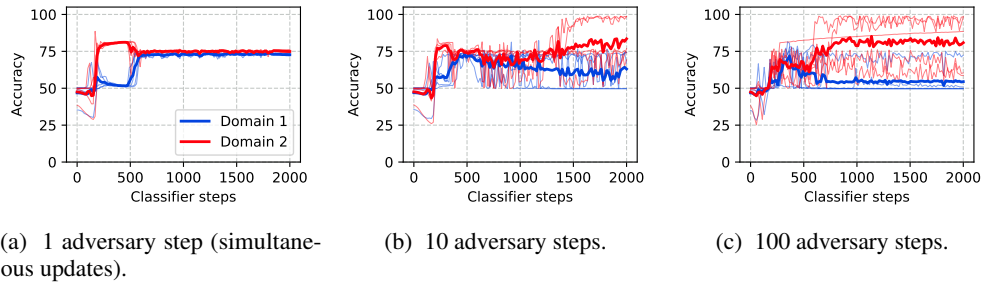 100
75
50
25
0
Accuracy
0 500 1000 1500 2000
Classifier steps
Domain 1
Domain 2
100
75
50
25
0
Accuracy
0 500 1000 1500 2000
Classifier steps
100
75
50
25
0
Accuracy
0 500 1000 1500 2000
Classifier steps
(a) 1 adversary step (simultane-
ous updates).
(b) 10 adversary steps.
(c) 100 adversary steps.